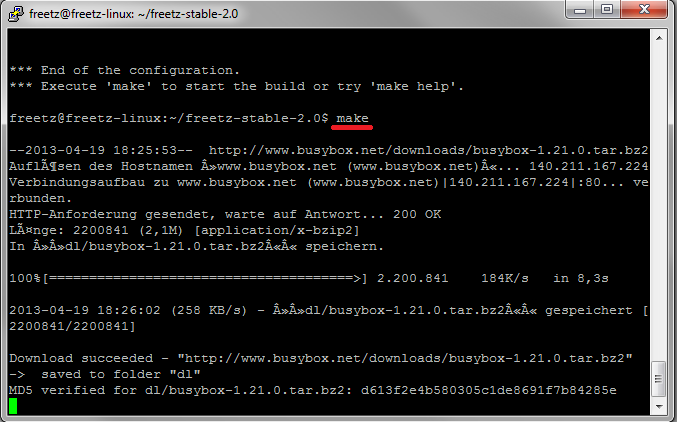 freetz@freetz-linux: ~/freetz-stable-2.0
*** End of the configuration.
*** Execute 'make' to start the build or try 'make help'.
freetz@freetz-linux:~/freetz-stable-2.0$ make
--2013-04-19 18:25:53--  http://www.busybox.net/downloads/busybox-1.21.0.tar.bz2
AuflÃ¶sen des Hostnamen Â»www.busybox.net (www.busybox.net)Â«... 140.211.167.224
Verbindungsaufbau zu www.busybox.net (www.busybox.net)|140.211.167.224|:80... ve
rbunden.
HTTP-Anforderung gesendet, warte auf Antwort... 200 OK
LÃ¤nge: 2200841 (2,1M) [application/x-bzip2]
In Â»Â»dl/busybox-1.21.0.tar.bz2Â«Â« speichern.
100%[======================================>] 2.200.841    184K/s   in 8,3s
2013-04-19 18:26:02 (258 KB/s) - Â»Â»dl/busybox-1.21.0.tar.bz2Â«Â« gespeichert [
2200841/2200841]
Download succeeded - "http://www.busybox.net/downloads/busybox-1.21.0.tar.bz2"
->  saved to folder "dl"
MD5 verified for dl/busybox-1.21.0.tar.bz2: d613f2e4b580305c1de8691f7b84285e